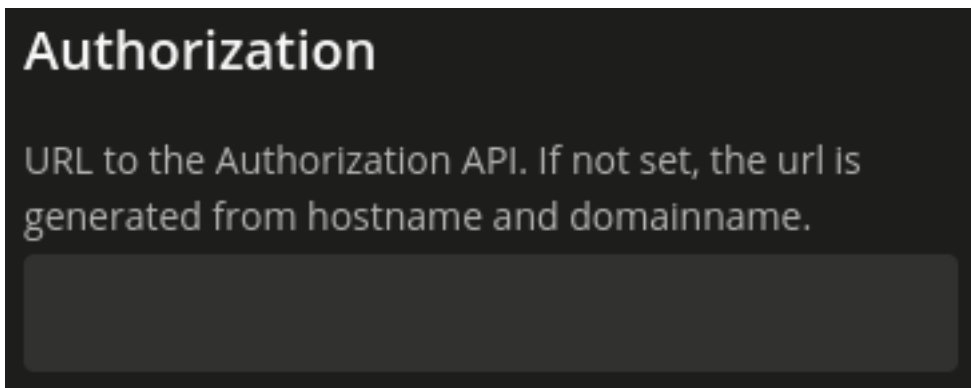 Authorization
URL to the Authorization API. If not set, the url is
generated from hostname and domainname.